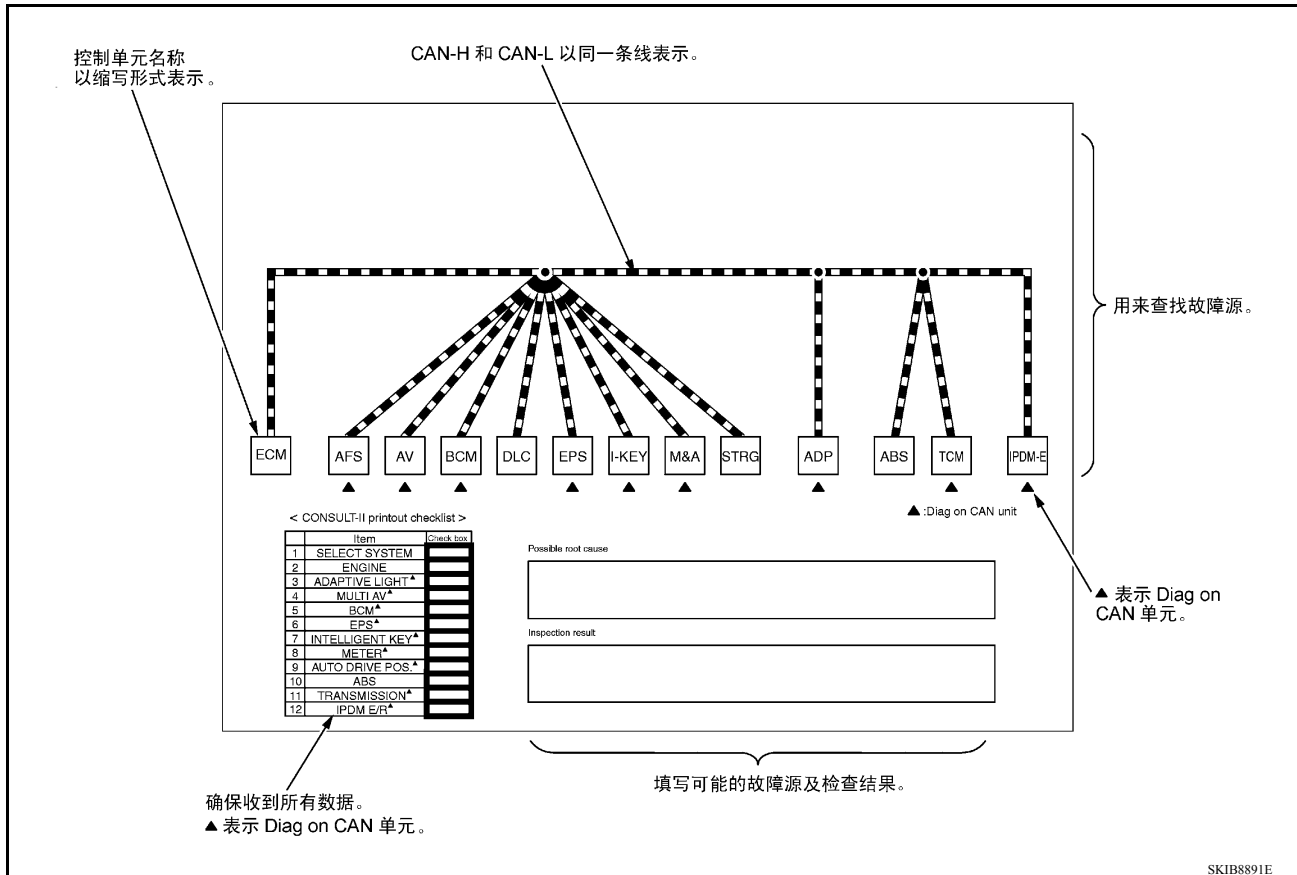 控制单元名称
以缩写形式表示。
CAN-H 和 CAN-L 以同一条线表示。
用来查找故障源。
ECM AFS AV BCM DLC EPS I-KEY M&A STRG ADP ABS TCM IPDM-E
▲ ▲ ▲ ▲ ▲ ▲ ▲ ▲ ▲
▲ :Diag on CAN unit
< CONSULT-II printout checklist >
Item Check box
1 SELECT SYSTEM
2 ENGINE
3 ADAPTIVE LIGHT▲
4 MULTI AV▲
5 BCM▲
6 EPS▲
7 INTELLIGENT KEY▲
8 METER▲
9 AUTO DRIVE POS.▲
10 ABS
11 TRANSMISSION▲
12 IPDM E/R▲
Possible root cause
Inspection result
▲ 表示 Diag on
CAN 单元。
填写可能的故障源及检查结果。
确保收到所有数据。
▲ 表示 Diag on CAN 单元。
SKIB8891E